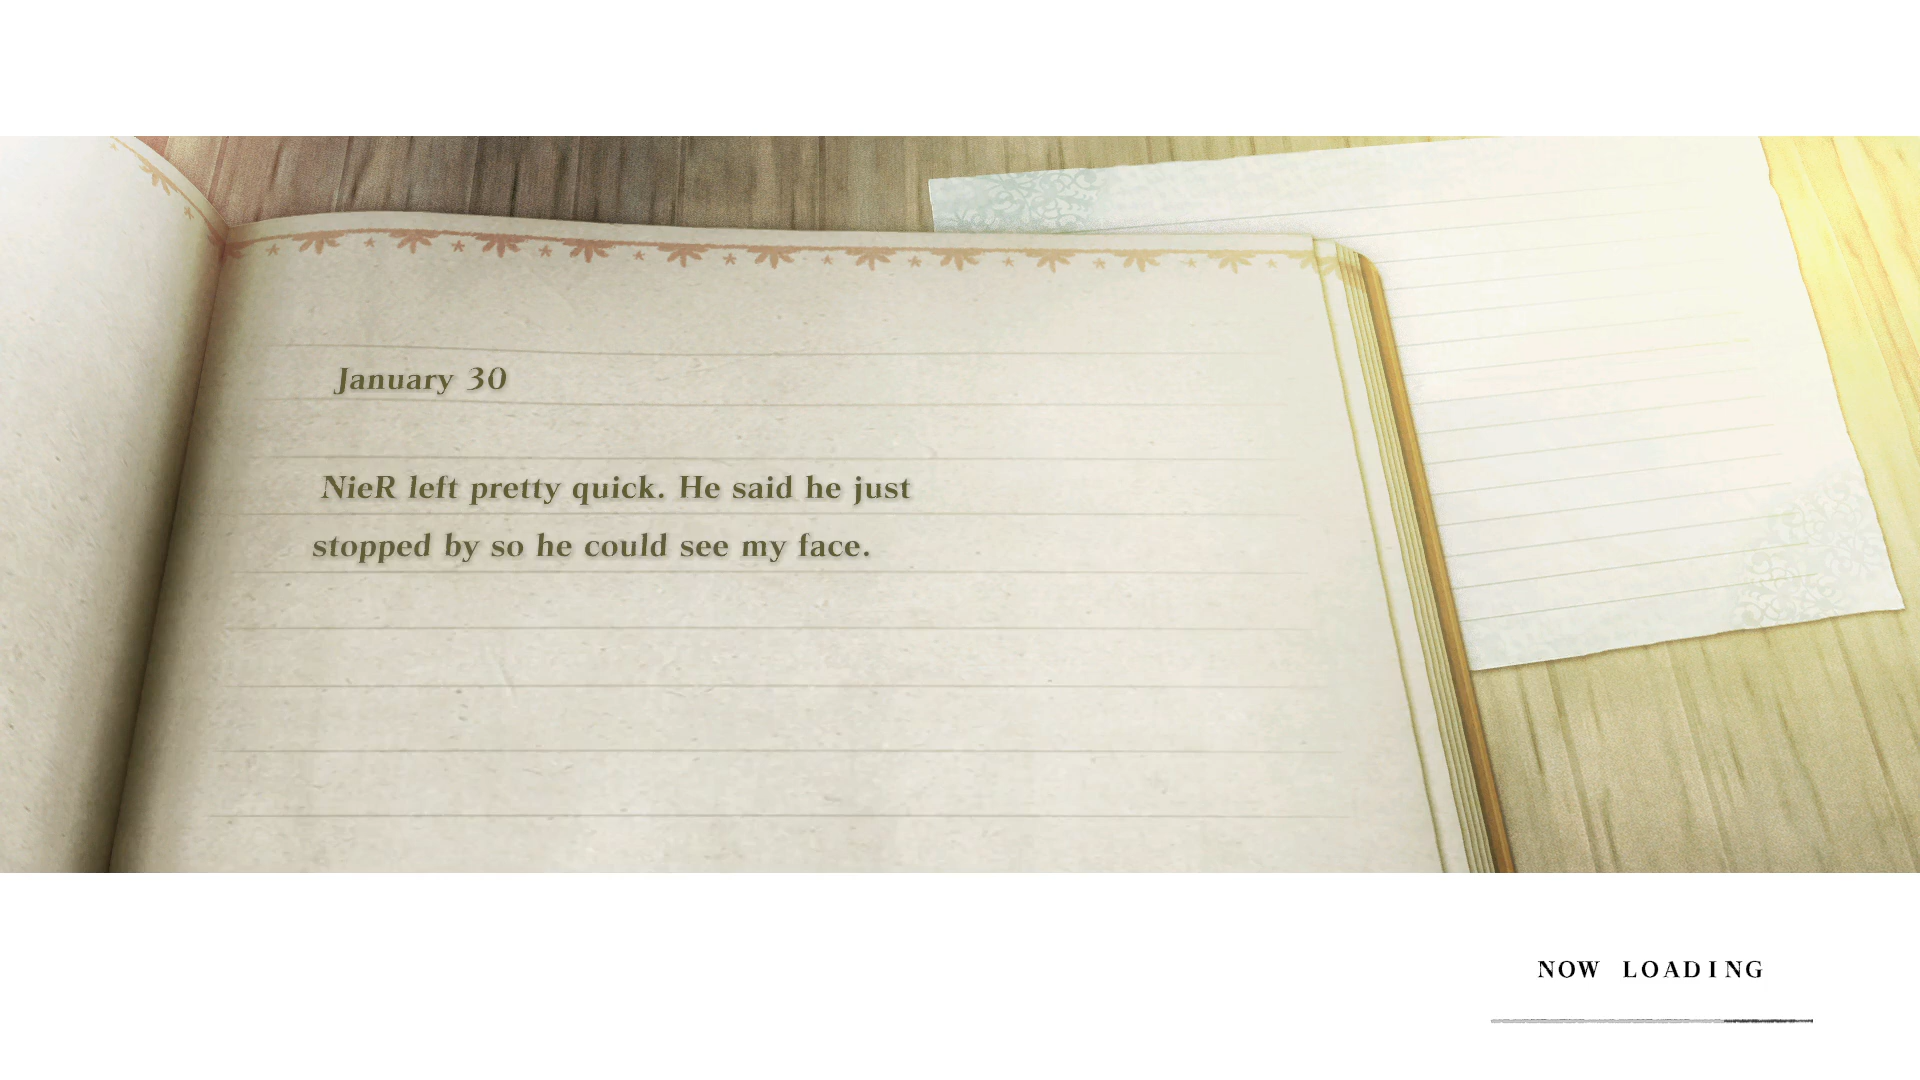 January 30
NieR left pretty quick. He said he just
stopped by so he could see my face.
NOW LOADING